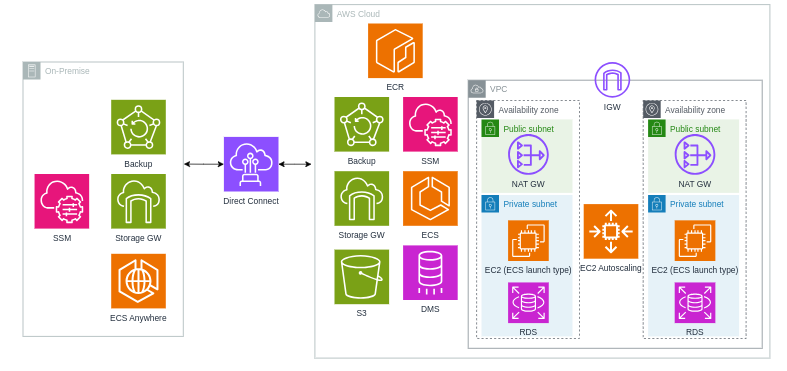 AWS Cloud
ECR
On-Premise
Backup
SSM
Storage GW
ECS Anywhere
Direct Connect
Backup
SSM
Storage GW
ECS
S3
DMS
VPC
IGW
Availability zone
Public subnet
NAT GW
Private subnet
EC2 (ECS launch type)
RDS
EC2 Autoscaling
Availability zone
Public subnet
NAT GW
Private subnet
EC2 (ECS launch type)
RDS